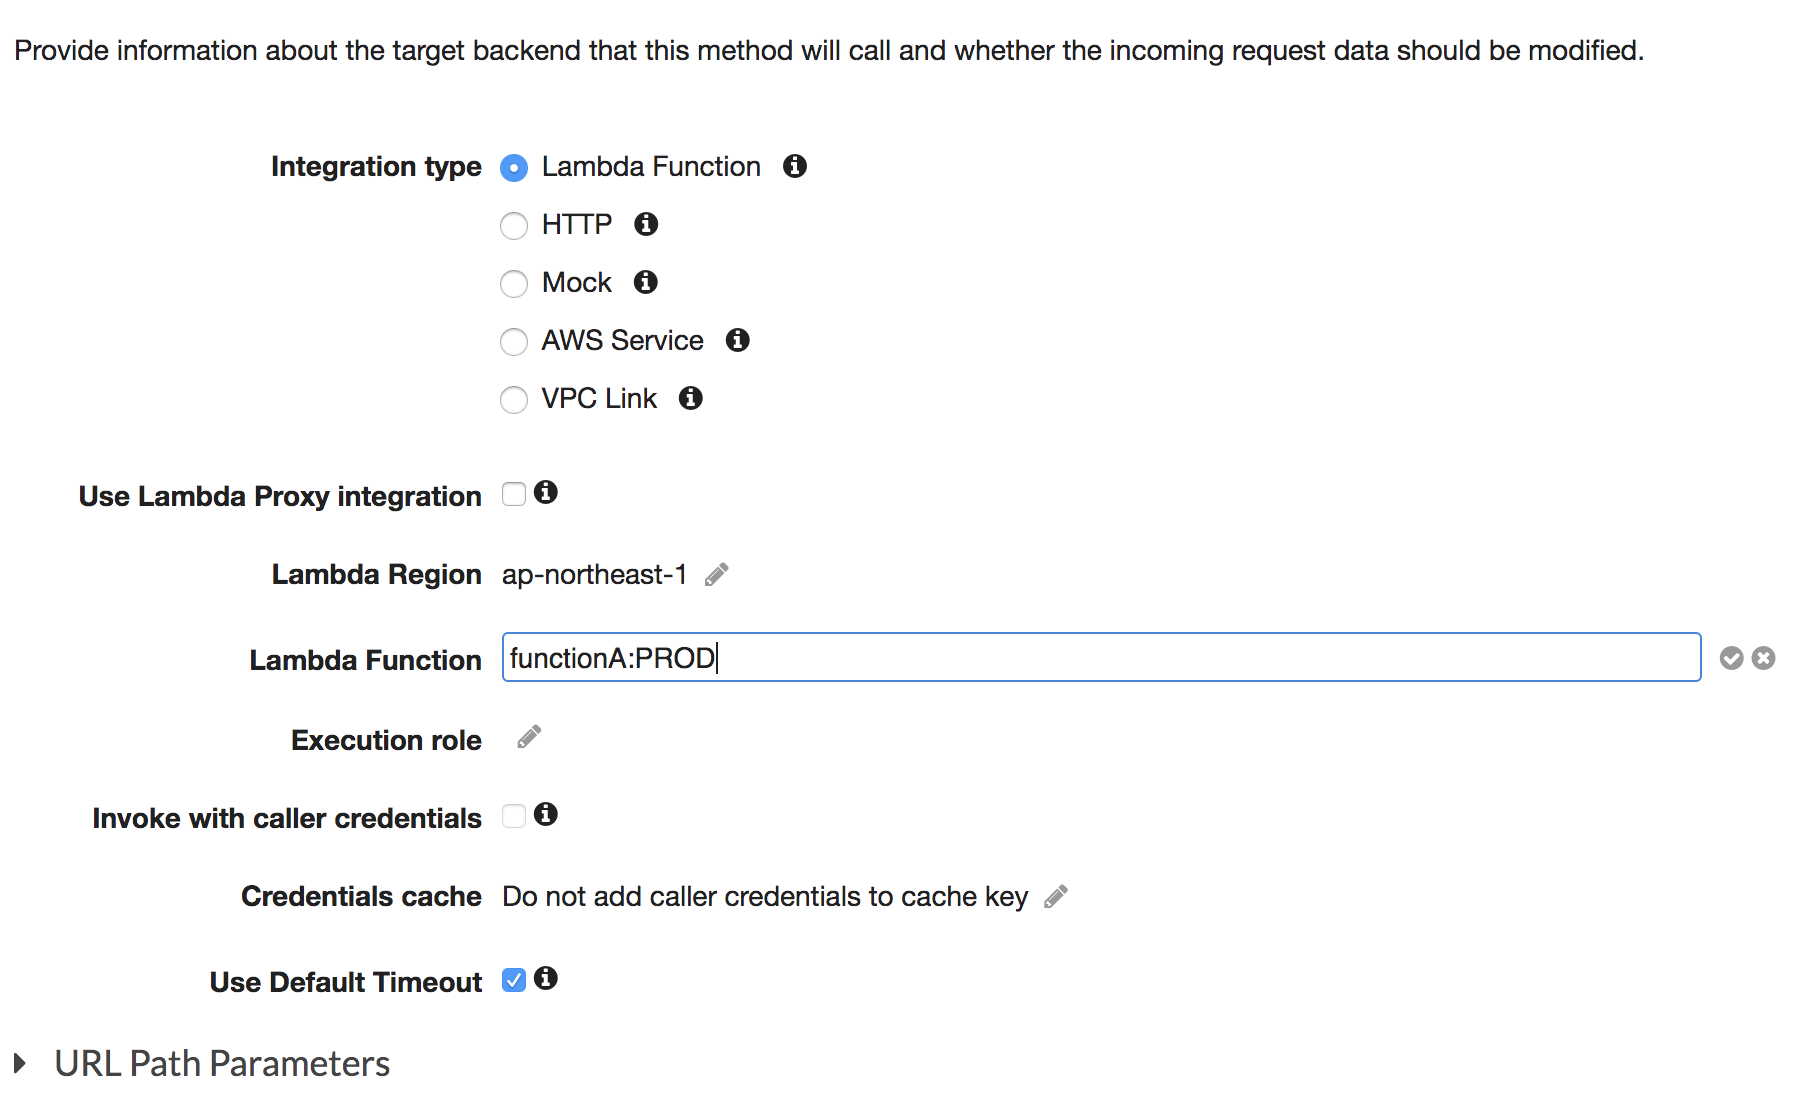 Provide information about the target backend that this method will call and whether the incoming request data should be modified.
Integration type Lambda Function
HTTP
Mock
AWS Service
VPC Link
Use Lambda Proxy integration
Lambda Region ap-northeast-1
Lambda Function functionA:PROD
Execution role
Invoke with caller credentials
Credentials cache Do not add caller credentials to cache key
Use Default Timeout
URL Path Parameters